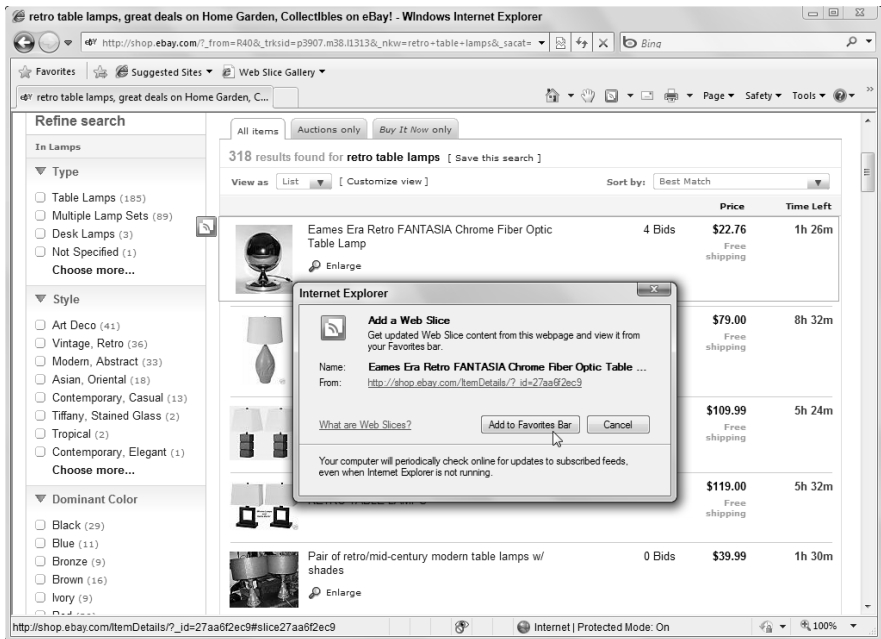 retro table lamps, great deals on Home Garden, CollectIbles on eBay! - WIndows Internet Explorer
http://shop.ebay.com/?_from=R40&_trksid=p3907.m38.l1313&_nkw=retro+table+lamps&_sacat=
Bing
Favorites
Suggested Sites
Web Slice Gallery
retro table lamps, great deals on Home Garden, C...
Page
Safety
Tools
Refine search
In Lamps
Type
Table Lamps (185)
Multiple Lamp Sets (89)
Desk Lamps (3)
Not Specified (1)
Choose more...
Style
Art Deco (41)
Vintage, Retro (36)
Modern, Abstract (33)
Asian, Oriental (18)
Contemporary, Casual (13)
Tiffany, Stained Glass (2)
Tropical (2)
Contemporary, Elegant (1)
Choose more...
Dominant Color
Black (29)
Blue (11)
Bronze (9)
Brown (16)
Ivory (9)
All items
Auctions only
Buy It Now only
318 results found for retro table lamps [ Save this search ]
View as List [ Customize view ]
Sort by: Best Match
Price Time Left
Eames Era Retro FANTASIA Chrome Fiber Optic 4 Bids $22.76 1h 26m
Table Lamp
Free
shipping
Enlarge
$79.00 8h 32m
Free
shipping
$109.99 5h 24m
Free
shipping
$119.00 5h 32m
Free
shipping
Pair of retro/mid-century modern table lamps w/ 0 Bids $39.99 1h 30m
shades
Enlarge
Internet Explorer
Add a Web Slice
Get updated Web Slice content from this webpage and view it from
your Favorites bar.
Name: Eames Era Retro FANTASIA Chrome Fiber Optic Table ...
From: http://shop.ebay.com/ItemDetails/?_id=27aa6f2ec9
What are Web Slices?
Add to Favorites Bar
Cancel
Your computer will periodically check online for updates to subscribed feeds,
even when Internet Explorer is not running.
http://shop.ebay.com/ItemDetails/?_id=27aa6f2ec9#slice27aa6f2ec9
Internet | Protected Mode: On
100%